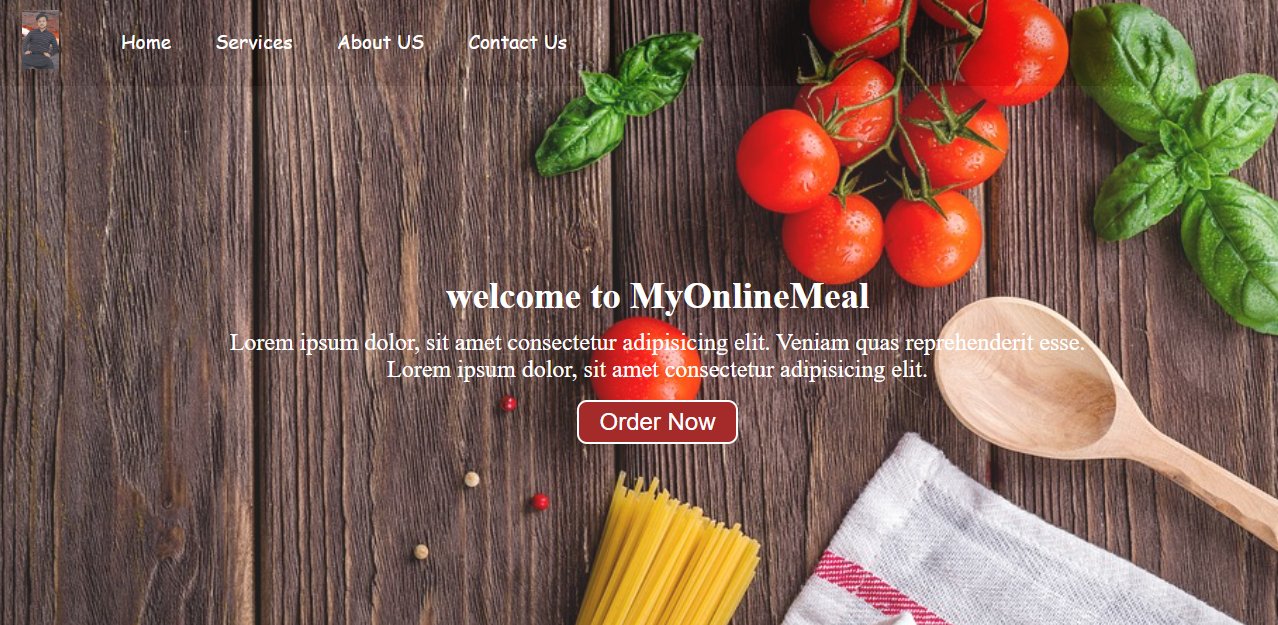 Home Services About US Contact Us
welcome to MyOnlineMeal
Lorem ipsum dolor, sit amet consectetur adipisicing elit. Veniam quas reprehenderit esse.
Lorem ipsum dolor, sit amet consectetur adipisicing elit.
Order Now